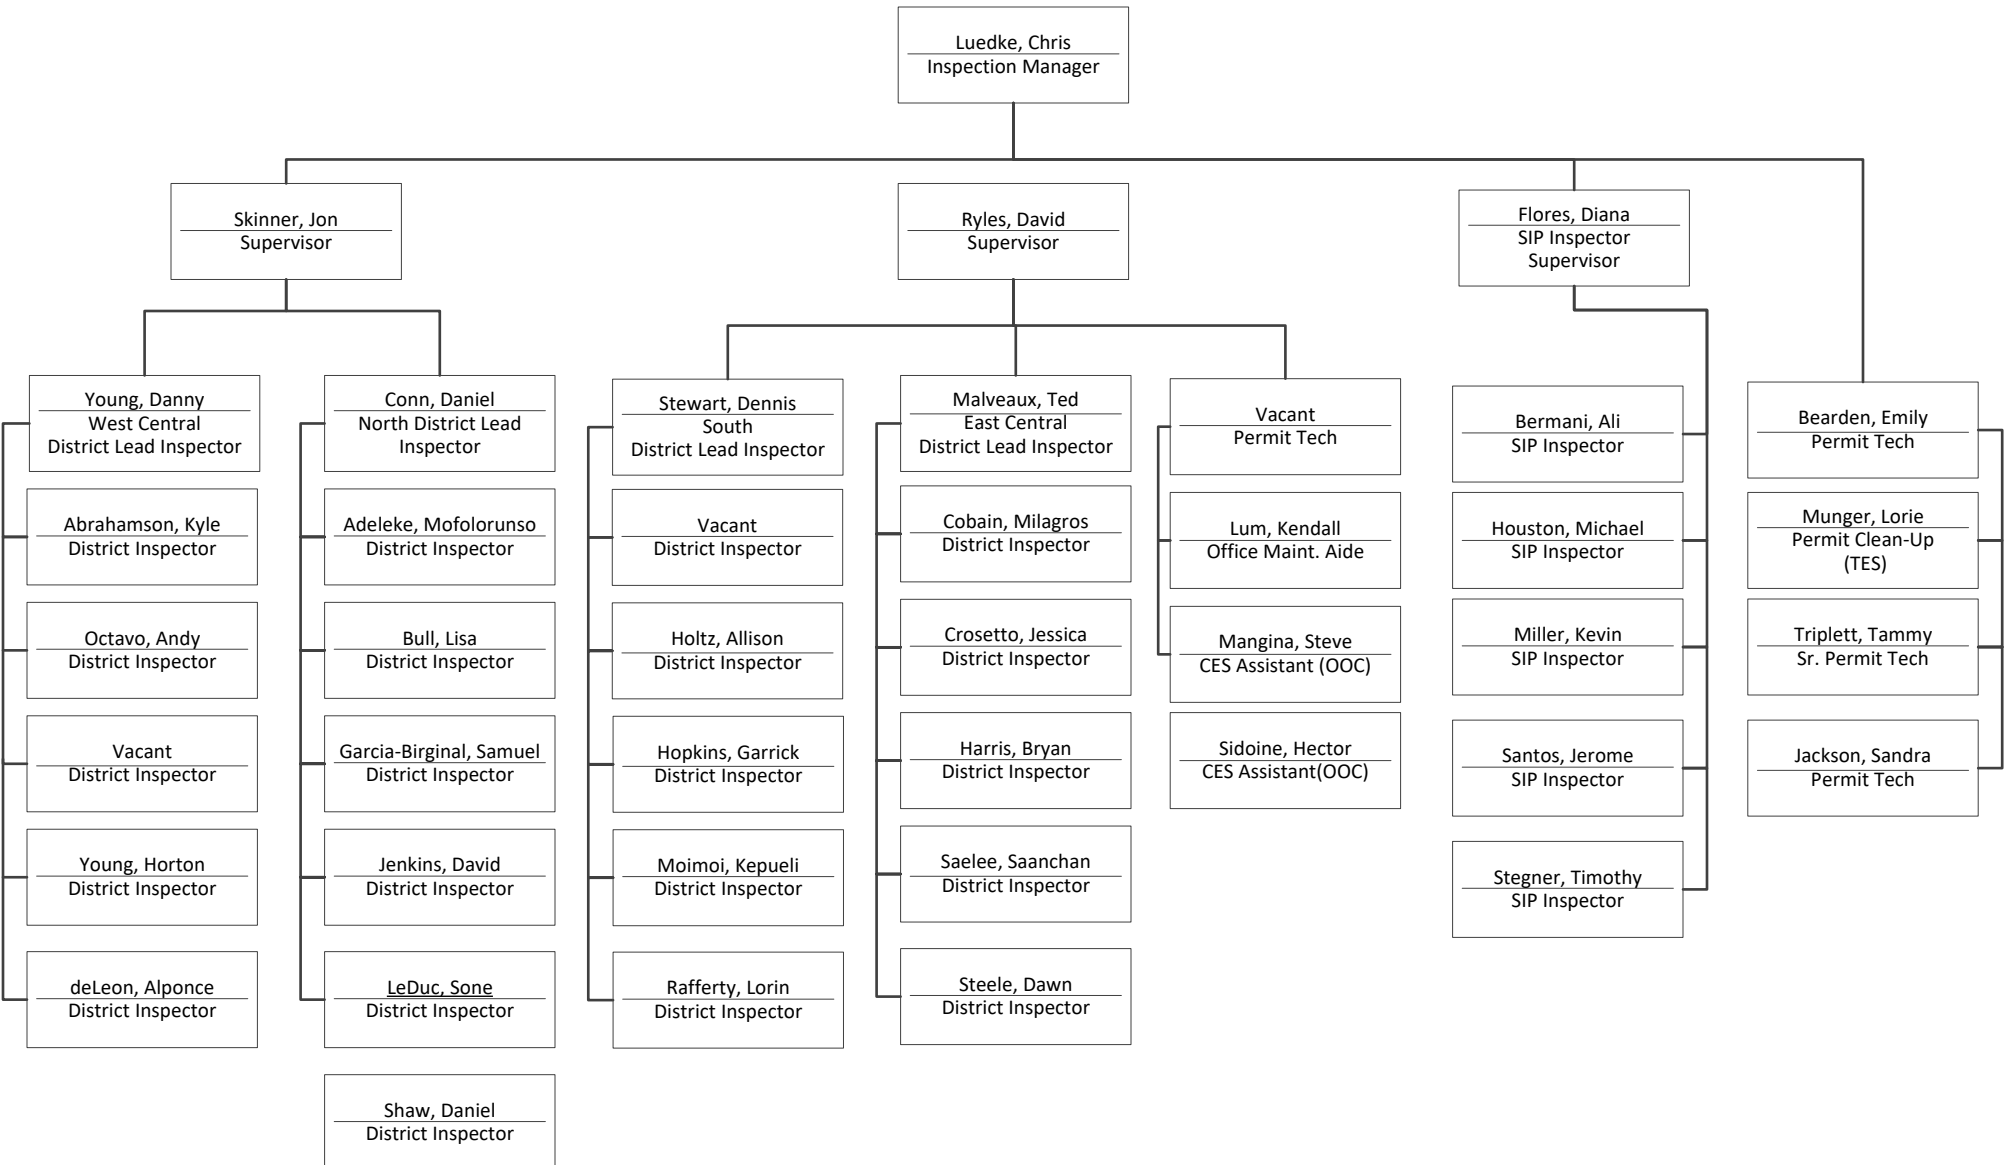 Luedke, Chris
Inspection Manager
Skinner, Jon
Supervisor
Ryles, David
Supervisor
Flores, Diana
SIP Inspector
Supervisor
Young, Danny
West Central
District Lead Inspector
Abrahamson, Kyle
District Inspector
Octavo, Andy
District Inspector
Vacant
District Inspector
Young, Horton
District Inspector
deLeon, Alponce
District Inspector
Conn, Daniel
North District Lead
Inspector
Adeleke, Mofolorunso
District Inspector
Bull, Lisa
District Inspector
Garcia-Birginal, Samuel
District Inspector
Jenkins, David
District Inspector
LeDuc, Sone
District Inspector
Shaw, Daniel
District Inspector
Stewart, Dennis
South
District Lead Inspector
Vacant
District Inspector
Holtz, Allison
District Inspector
Hopkins, Garrick
District Inspector
Moimoi, Kepueli
District Inspector
Rafferty, Lorin
District Inspector
Malveaux, Ted
East Central
District Lead Inspector
Cobain, Milagros
District Inspector
Crosetto, Jessica
District Inspector
Harris, Bryan
District Inspector
Saelee, Saanchan
District Inspector
Steele, Dawn
District Inspector
Vacant
Permit Tech
Lum, Kendall
Office Maint. Aide
Mangina, Steve
CES Assistant (OOC)
Sidoine, Hector
CES Assistant(OOC)
Bermani, Ali
SIP Inspector
Houston, Michael
SIP Inspector
Miller, Kevin
SIP Inspector
Santos, Jerome
SIP Inspector
Stegner, Timothy
SIP Inspector
Bearden, Emily
Permit Tech
Munger, Lorie
Permit Clean-Up
(TES)
Triplett, Tammy
Sr. Permit Tech
Jackson, Sandra
Permit Tech